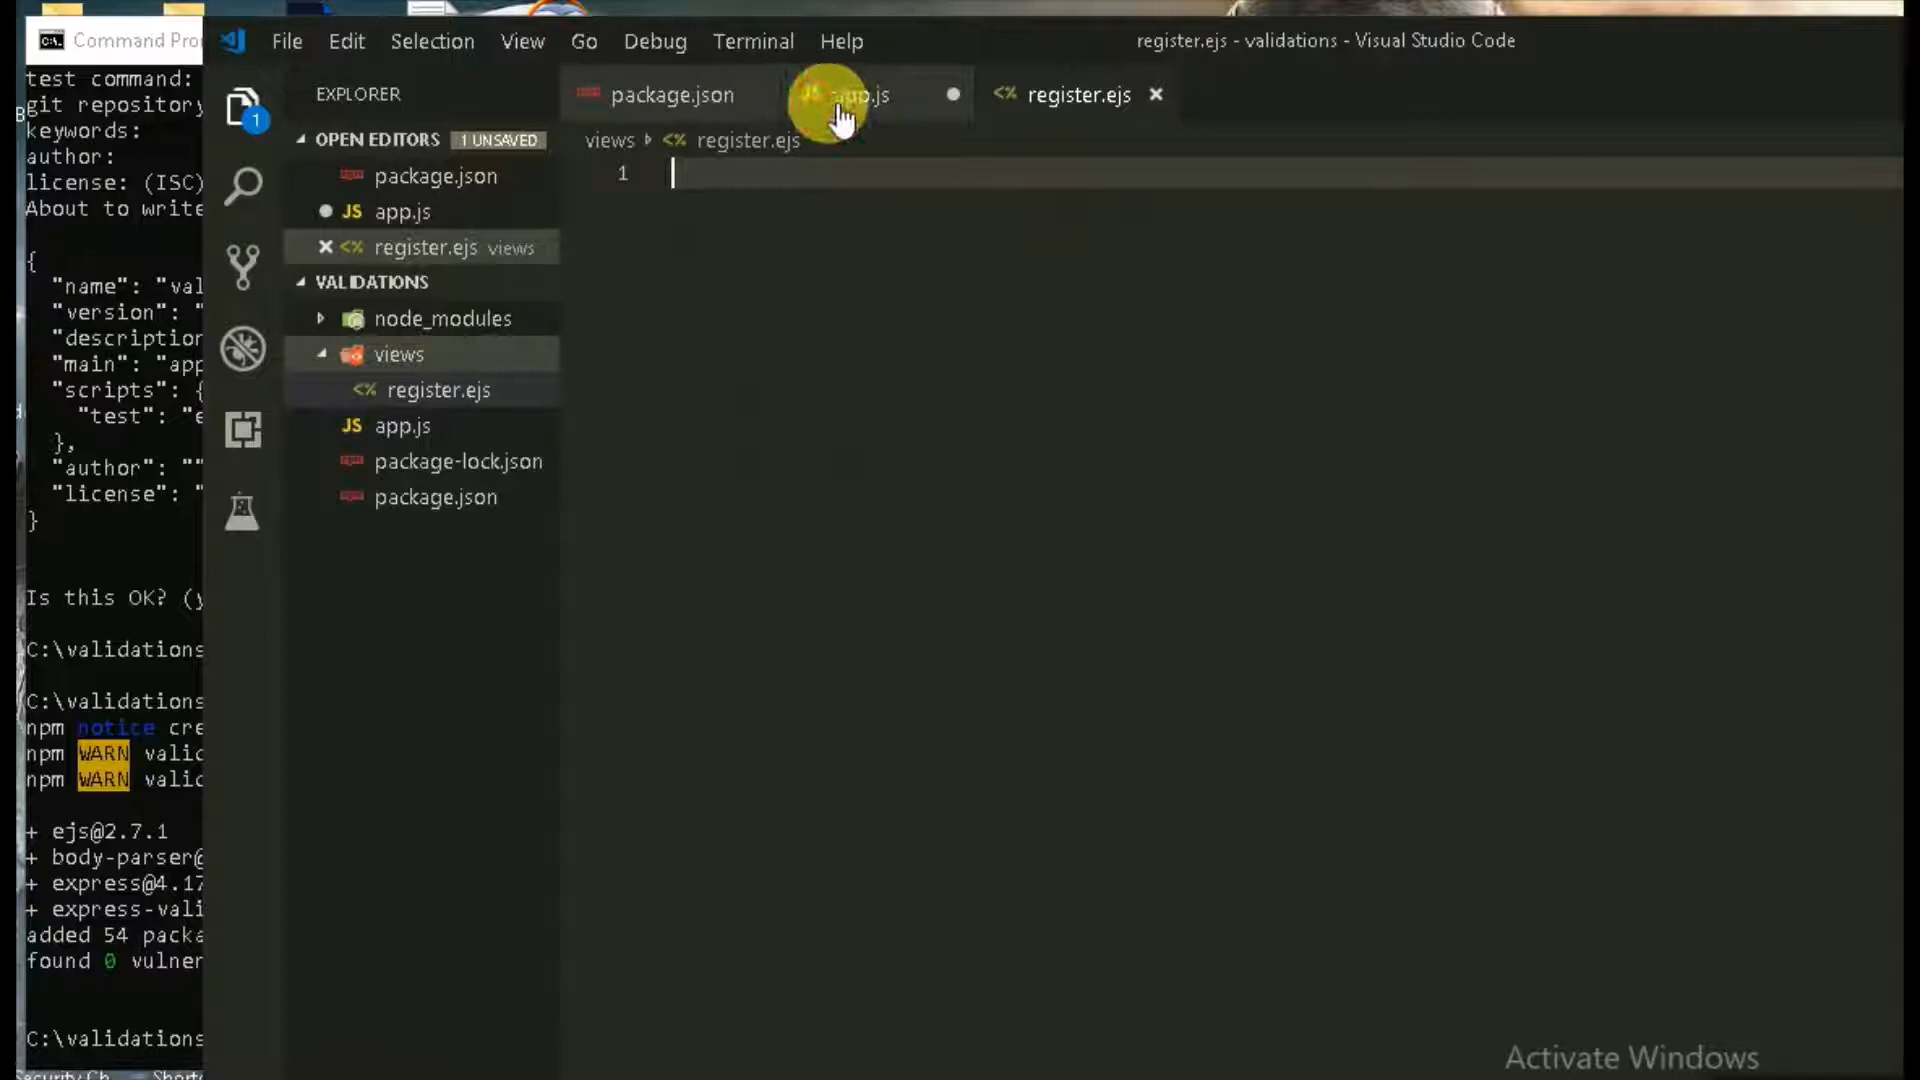 Command Pro
File Edit Selection View Go Debug Terminal Help
register.ejs - validations - Visual Studio Code
test command:
git repository
keywords:
author:
license: (ISC)
About to write
{
"name": "val
"version": "
"description
"main": "app
"scripts": {
"test": "e
},
"author": ""
"license": "
}
Is this OK? (y
C:\validations
C:\validations
npm notice cre
npm WARN valid
npm WARN valid
+ ejs@2.7.1
+ body-parser@
+ express@4.17
+ express-vali
added 54 packa
found 0 vulner
C:\validations
1
EXPLORER
OPEN EDITORS 1 UNSAVED
package.json
JS app.js
<% register.ejs views
VALIDATIONS
node_modules
views
<% register.ejs
JS app.js
package-lock.json
package.json
package.json
app.js
<% register.ejs
views <% register.ejs
1
Activate Windows